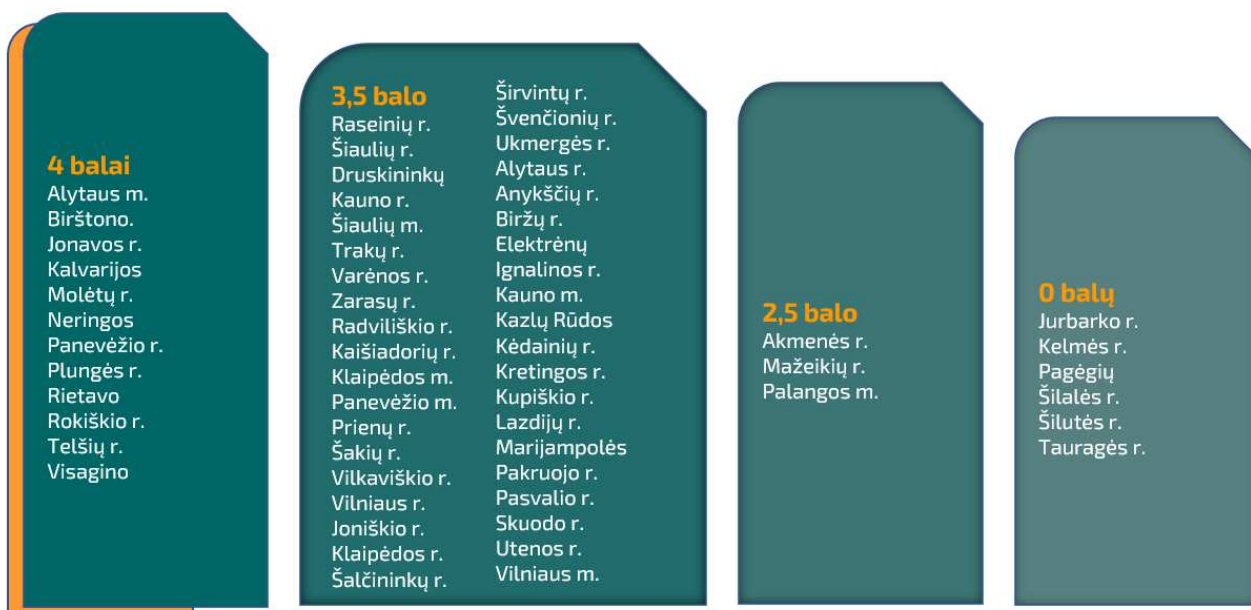 4 balai
Alytaus m.
Birštono.
Jonavos r.
Kalvarijos
Molėtų r.
Neringos
Panevėžio r.
Plungės r.
Rietavo
Rokiškio r.
Telšių r.
Visagino
3,5 balo
Raseinių r.
Šiaulių r.
Druskininkų
Kauno r.
Šiaulių m.
Trakų r.
Varėnos r.
Zarasų r.
Radviliškio r.
Kaišiadorių r.
Klaipėdos m.
Panevėžio m.
Prienų r.
Šakių r.
Vilkaviškio r.
Vilniaus r.
Joniškio r.
Klaipėdos r.
Šalčininkų r.
Širvintų r.
Švenčionių r.
Ukmergės r.
Alytaus r.
Anykščių r.
Biržų r.
Elektrėnų
Ignalinos r.
Kauno m.
Kazlų Rūdos
Kėdainių r.
Kretingos r.
Kupiškio r.
Lazdijų r.
Marijampolės
Pakruojo r.
Pasvalio r.
Skuodo r.
Utenos r.
Vilniaus m.
2,5 balo
Akmenės r.
Mažeikių r.
Palangos m.
0 balų
Jurbarko r.
Kelmės r.
Pagėgių
Šilalės r.
Šilutės r.
Tauragės r.